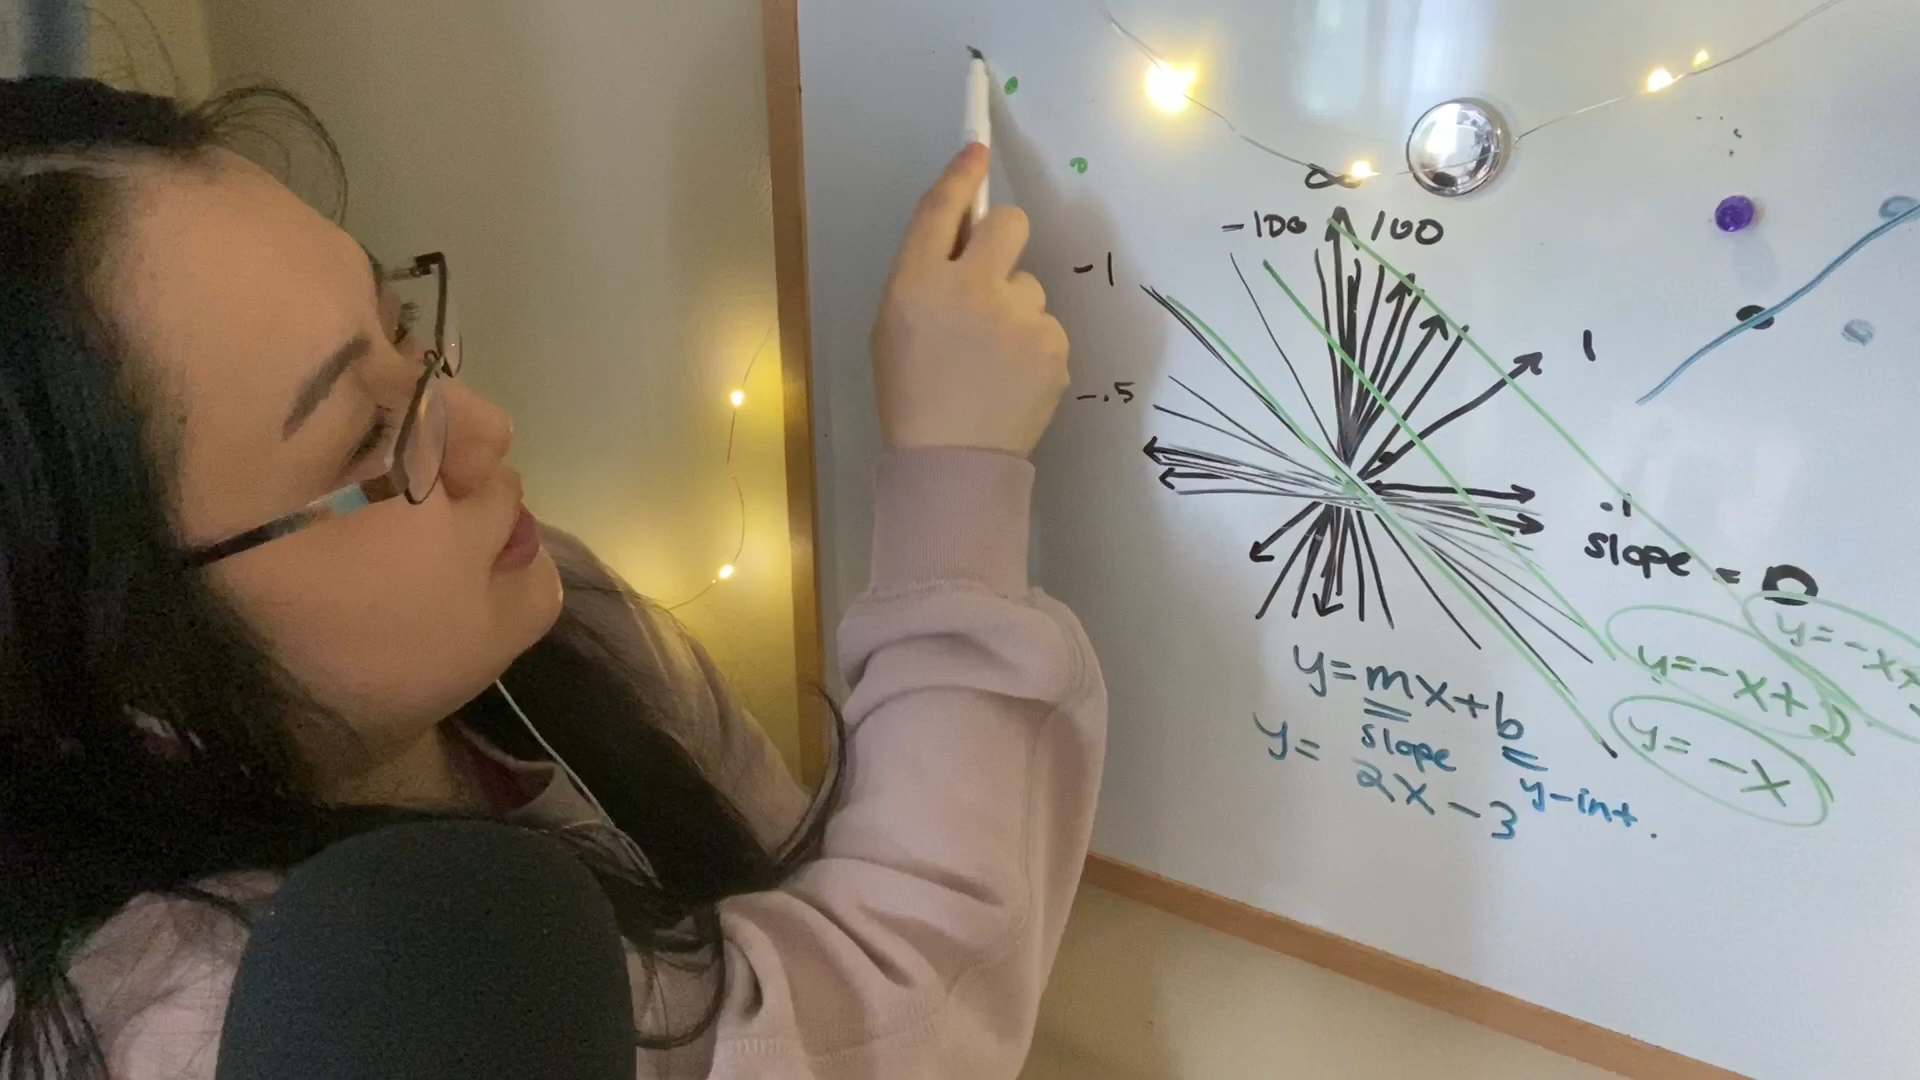 ∞
-100 100
-1
1
-.5
.1
slope = 0
y=-x+
y=-x+2
y=-x
y=mx+b
slope
y-int.
y=2x-3